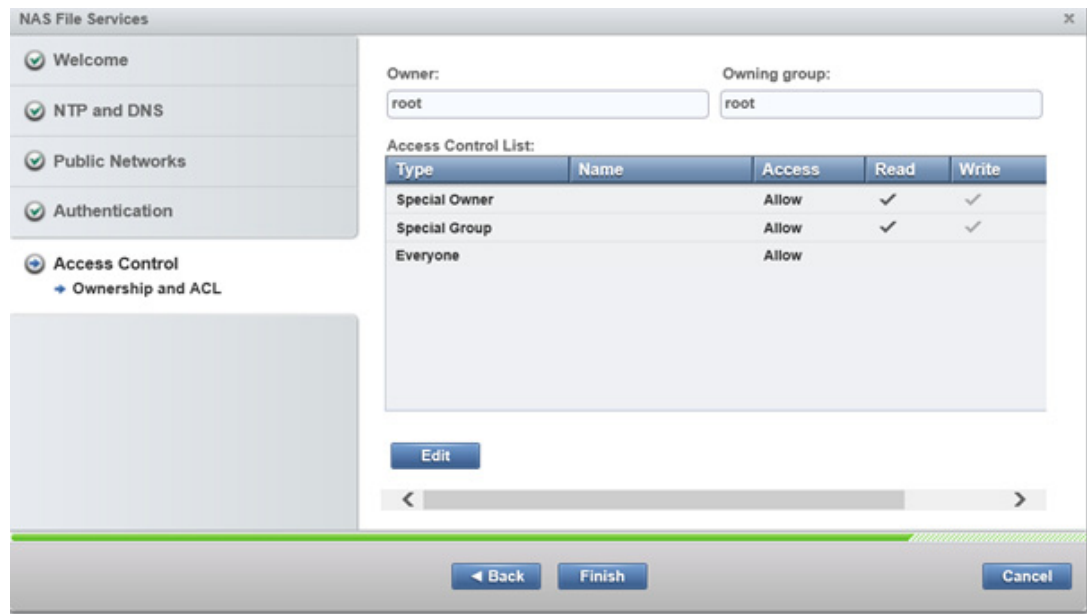 NAS File Services
x
Welcome
NTP and DNS
Public Networks
Authentication
Access Control
Ownership and ACL
Owner: Owning group:
root root
Access Control List:
Type Name Access Read Write
Special Owner Allow
Special Group Allow
Everyone Allow
Edit
Back Finish Cancel